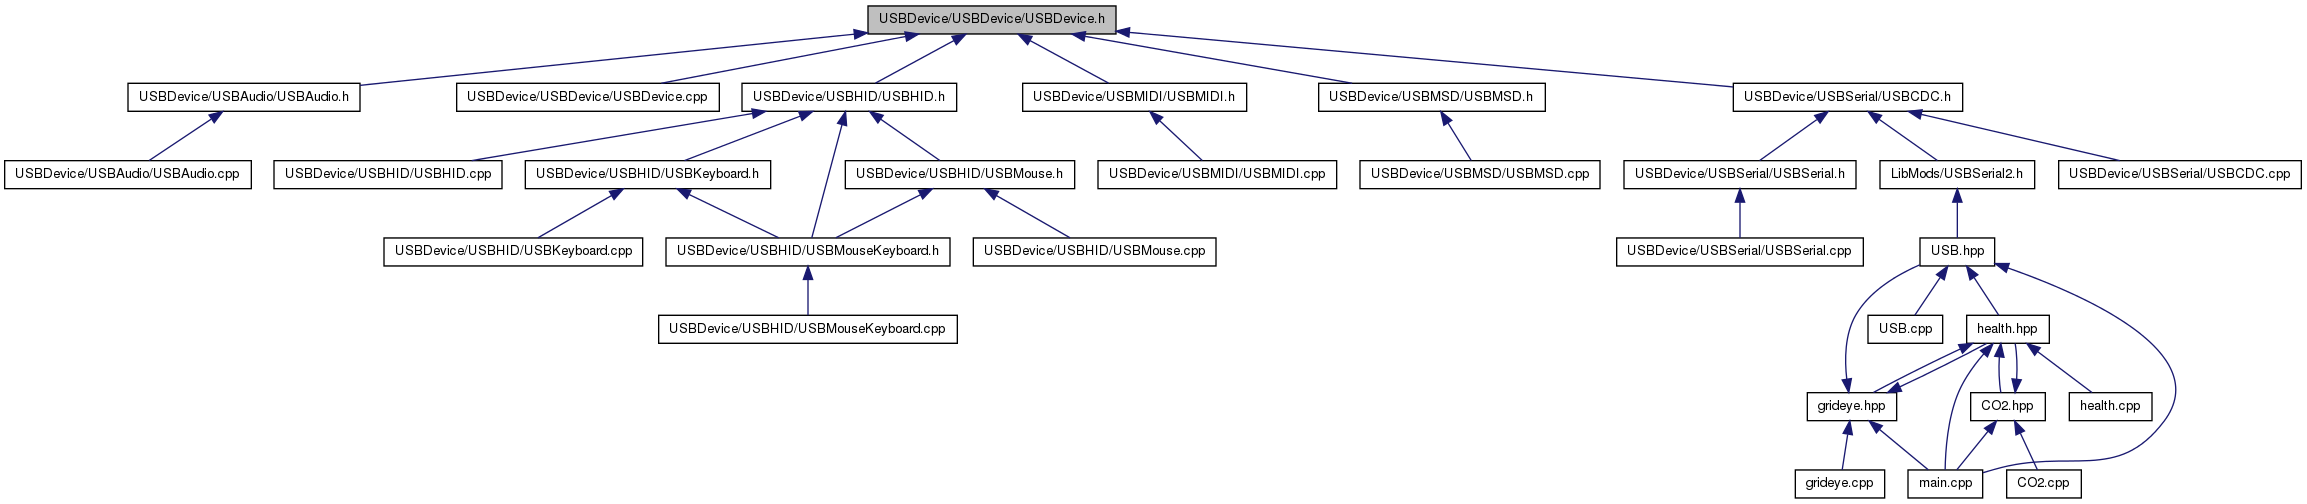 USBDevice/USBDevice/USBDevice.h
USBDevice/USBAudio/USBAudio.h
USBDevice/USBDevice/USBDevice.cpp
USBDevice/USBHID/USBHID.h
USBDevice/USBMIDI/USBMIDI.h
USBDevice/USBMSD/USBMSD.h
USBDevice/USBSerial/USBCDC.h
USBDevice/USBAudio/USBAudio.cpp
USBDevice/USBHID/USBHID.cpp
USBDevice/USBHID/USBKeyboard.h
USBDevice/USBHID/USBMouse.h
USBDevice/USBMIDI/USBMIDI.cpp
USBDevice/USBMSD/USBMSD.cpp
USBDevice/USBSerial/USBSerial.h
LibMods/USBSerial2.h
USBDevice/USBSerial/USBCDC.cpp
USBDevice/USBHID/USBKeyboard.cpp
USBDevice/USBHID/USBMouseKeyboard.h
USBDevice/USBHID/USBMouse.cpp
USBDevice/USBSerial/USBSerial.cpp
USB.hpp
USBDevice/USBHID/USBMouseKeyboard.cpp
USB.cpp
health.hpp
grideye.hpp
CO2.hpp
health.cpp
grideye.cpp
main.cpp
CO2.cpp